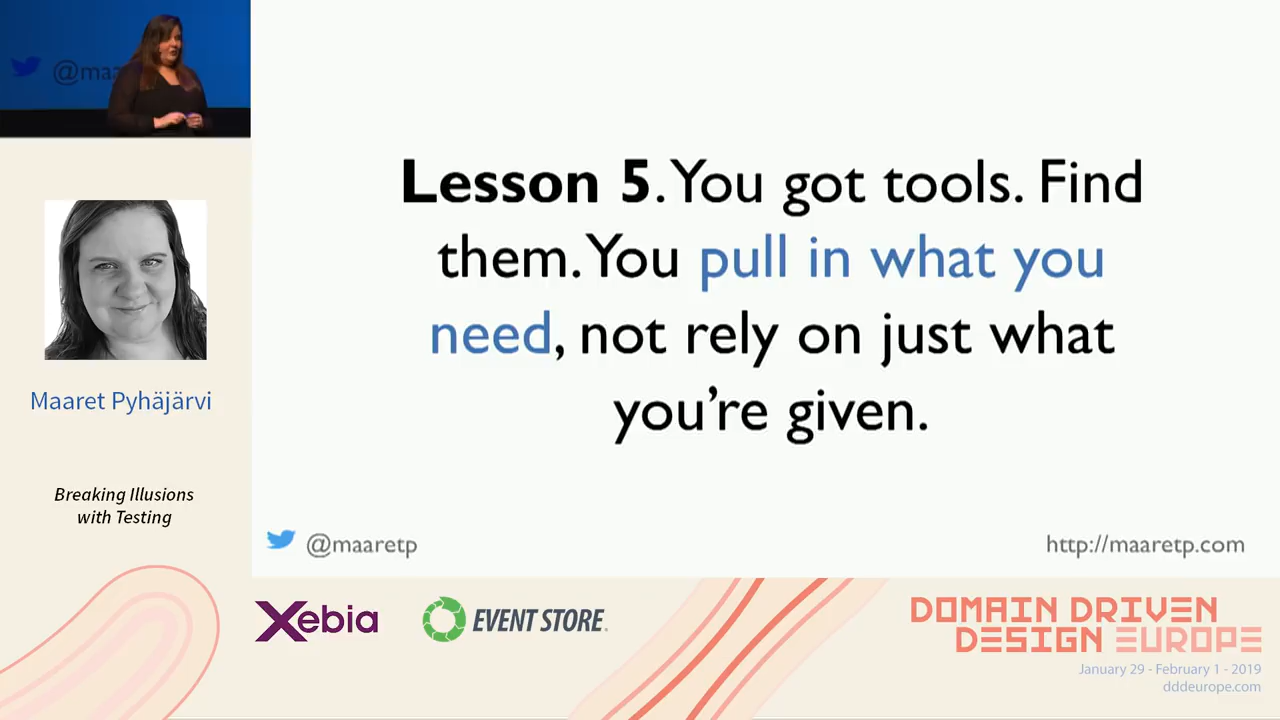 @maa
Lesson 5. You got tools. Find
them. You pull in what you
need, not rely on just what
you're given.
Maaret Pyhäjärvi
Breaking Illusions
with Testing
@maaretp
http://maaretp.com
Xebia
EVENT STORE
DOMAIN DRIVEN
DESIGN EUROPE
January 29 - February 1 - 2019
dddeurope.com